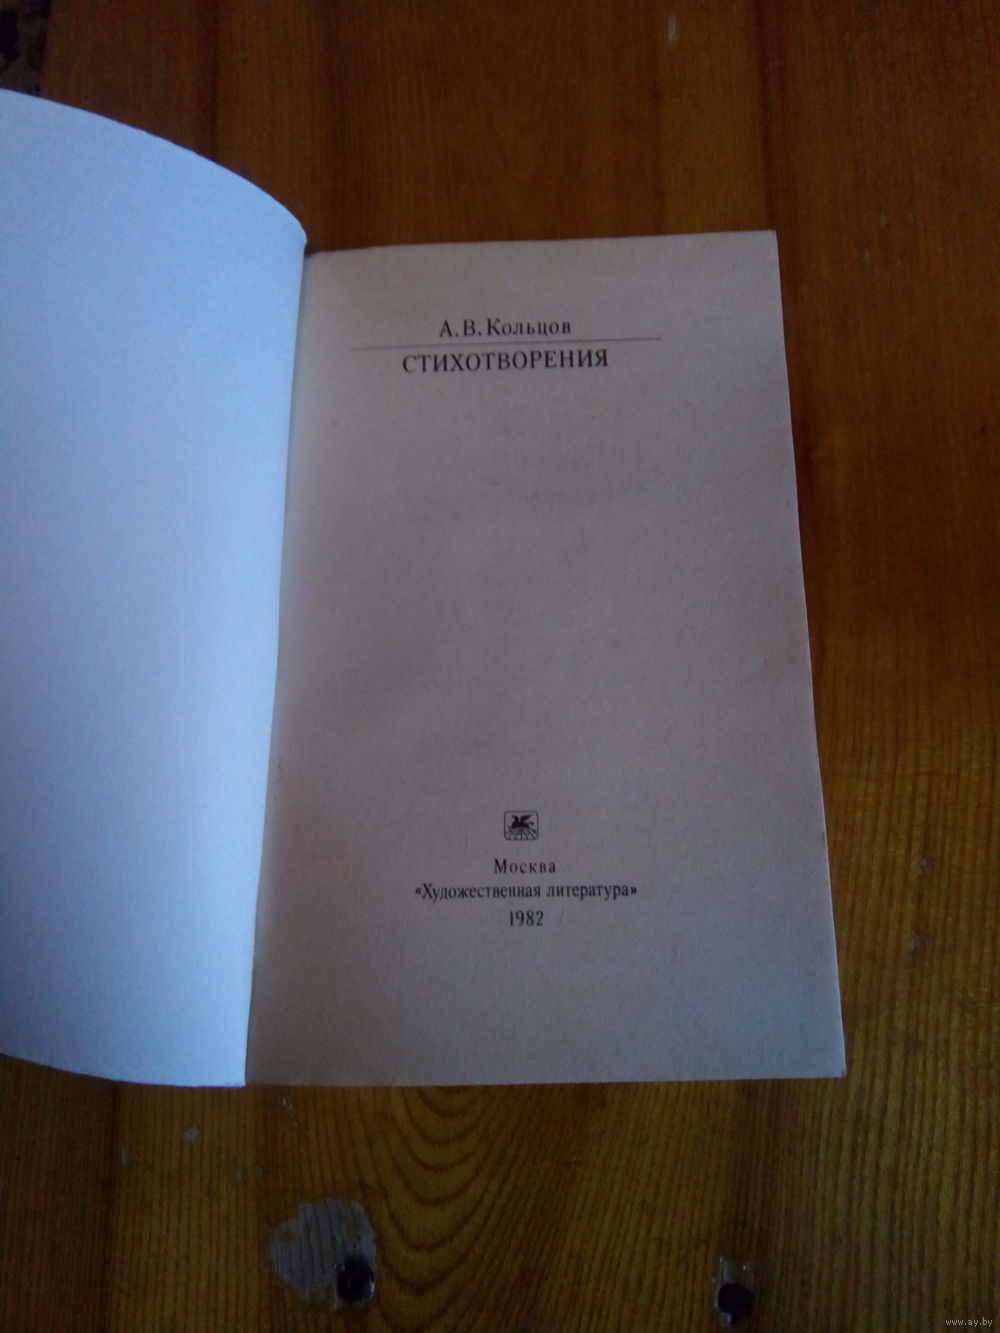 А. В. Кольцов
СТИХОТВОРЕНИЯ
Москва
«Художественная литература»
1982
www.ay.by